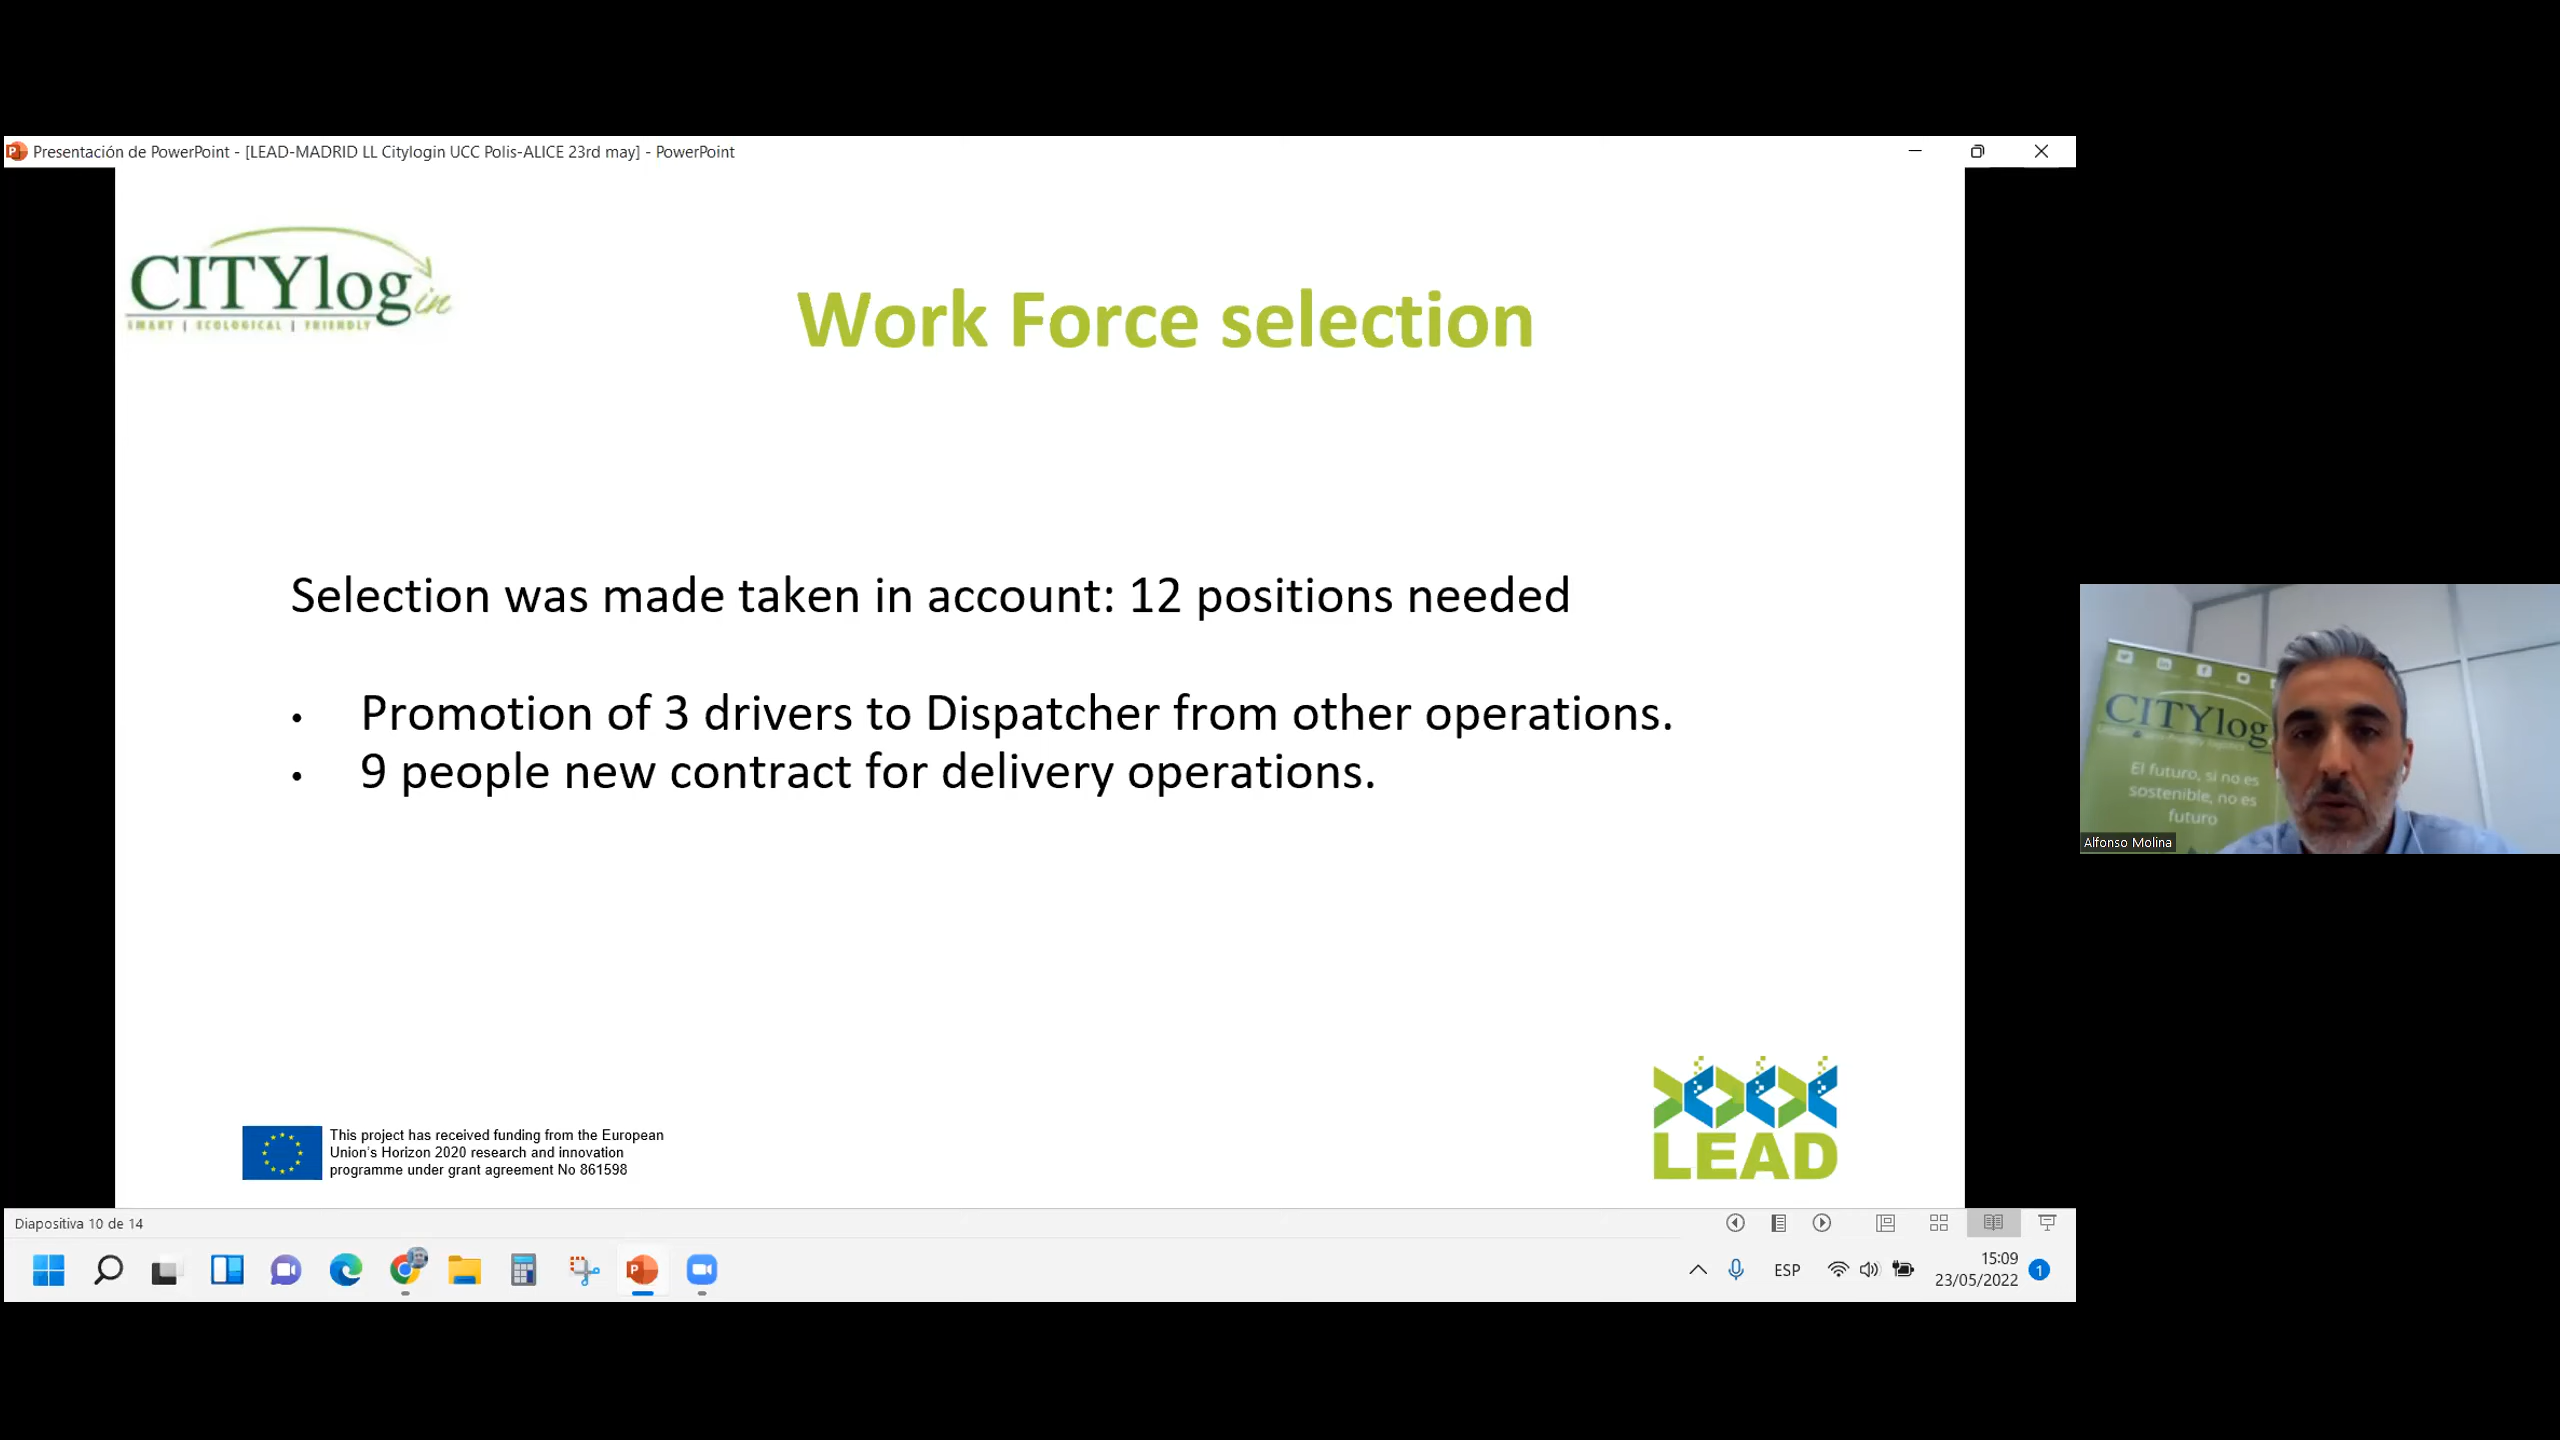 Presentación de PowerPoint - [LEAD-MADRID LL Citylogin UCC Polis-ALICE 23rd may] - PowerPoint
CITYlogin
SMART | ECOLOGICAL | FRIENDLY
Work Force selection
Selection was made taken in account: 12 positions needed
• Promotion of 3 drivers to Dispatcher from other operations.
• 9 people new contract for delivery operations.
CITYlog
El futuro, si no es
sostenible, no es
futuro
Alfonso Molina
This project has received funding from the European
Union's Horizon 2020 research and innovation
programme under grant agreement No 861598
LEAD
Diapositiva 10 de 14
ESP
15:09
23/05/2022
1